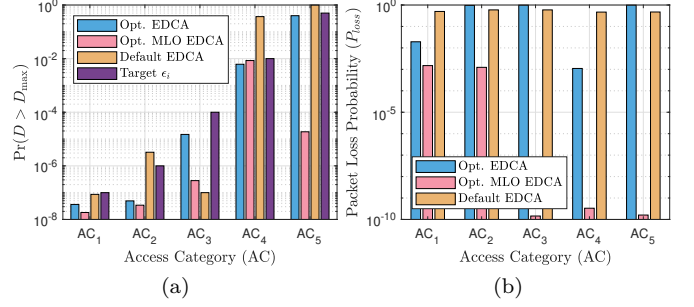 10^0
10^-2
10^-4
10^-6
10^-8
Pr(D > D_max)
Opt. EDCA
Opt. MLO EDCA
Default EDCA
Target ϵ_i
AC_1 AC_2 AC_3 AC_4 AC_5
Access Category (AC)
(a)
10^0
10^-5
10^-10
Packet Loss Probability (P_loss)
Opt. EDCA
Opt. MLO EDCA
Default EDCA
AC_1 AC_2 AC_3 AC_4 AC_5
Access Category (AC)
(b)